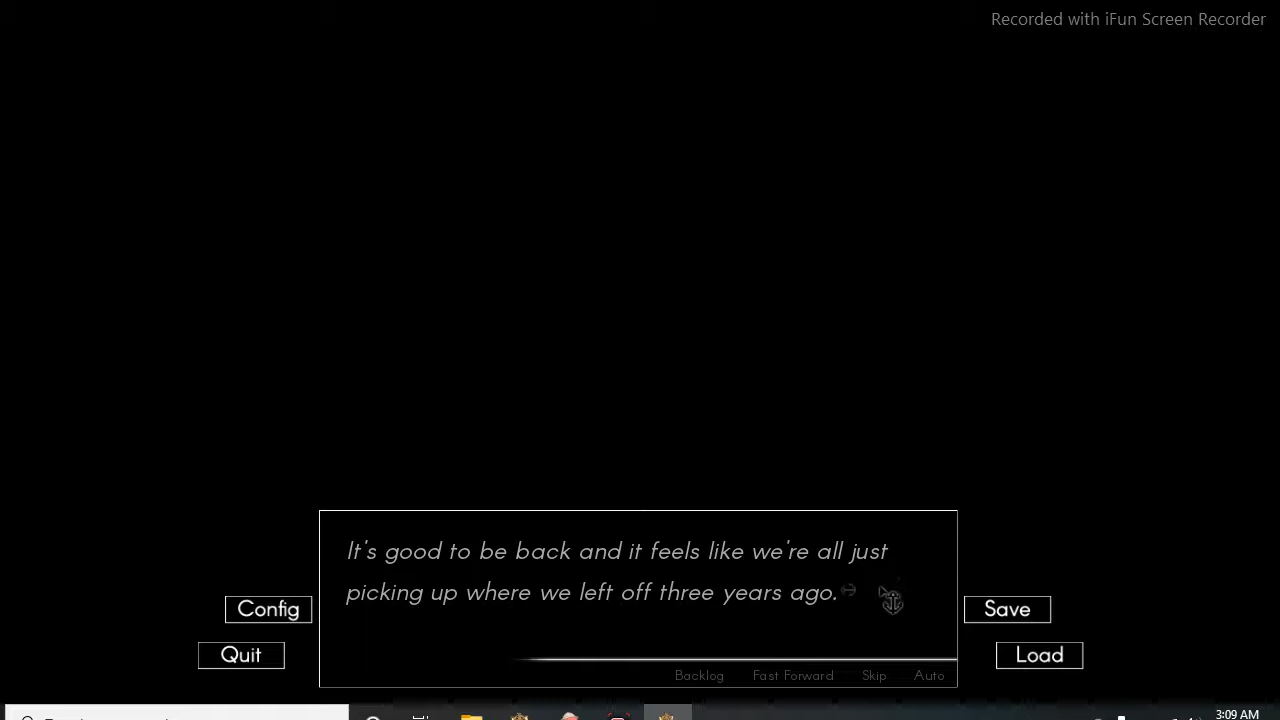 Recorded with iFun Screen Recorder
It's good to be back and it feels like we're all just
picking up where we left off three years ago.
Config
Save
Quit
Load
Backlog Fast Forward Skip Auto
3:09 AM